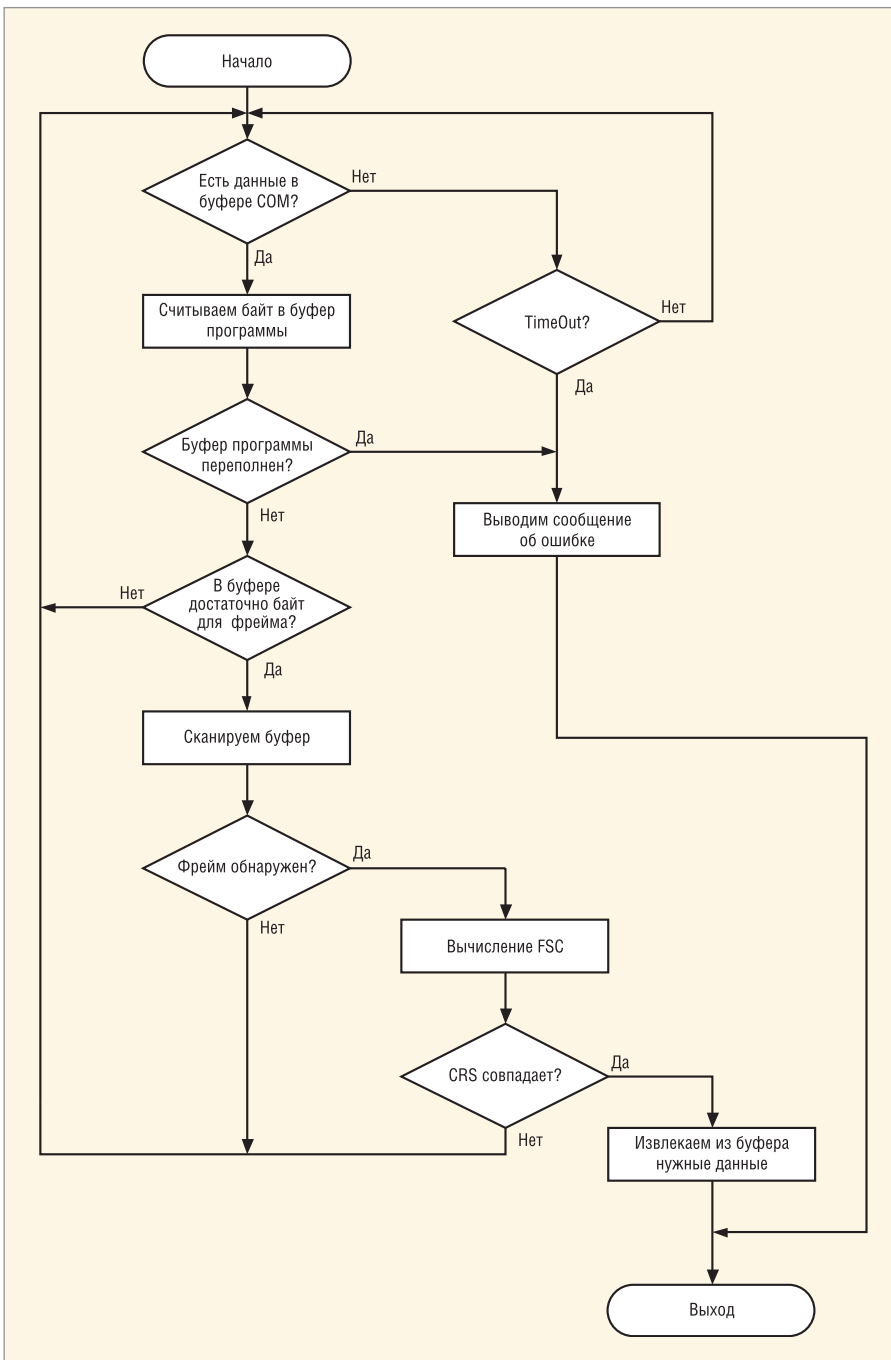 Начало
Есть данные в
буфере COM?
Нет
Да
Считываем байт в буфер
программы
TimeOut?
Нет
Да
Буфер программы
переполнен?
Да
Нет
Выводим сообщение
об ошибке
В буфере
достаточно байт
для фрейма?
Нет
Да
Сканируем буфер
Фрейм обнаружен?
Да
Нет
Вычисление FSC
CRS совпадает?
Да
Нет
Извлекаем из буфера
нужные данные
Выход